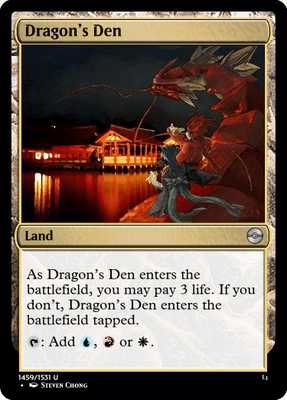 Dragon's Den
Land
As Dragon's Den enters the
battlefield, you may pay 3 life. If you
don't, Dragon's Den enters the
battlefield tapped.
: Add , or .
1459/1531 U
L3
• Steven Chong